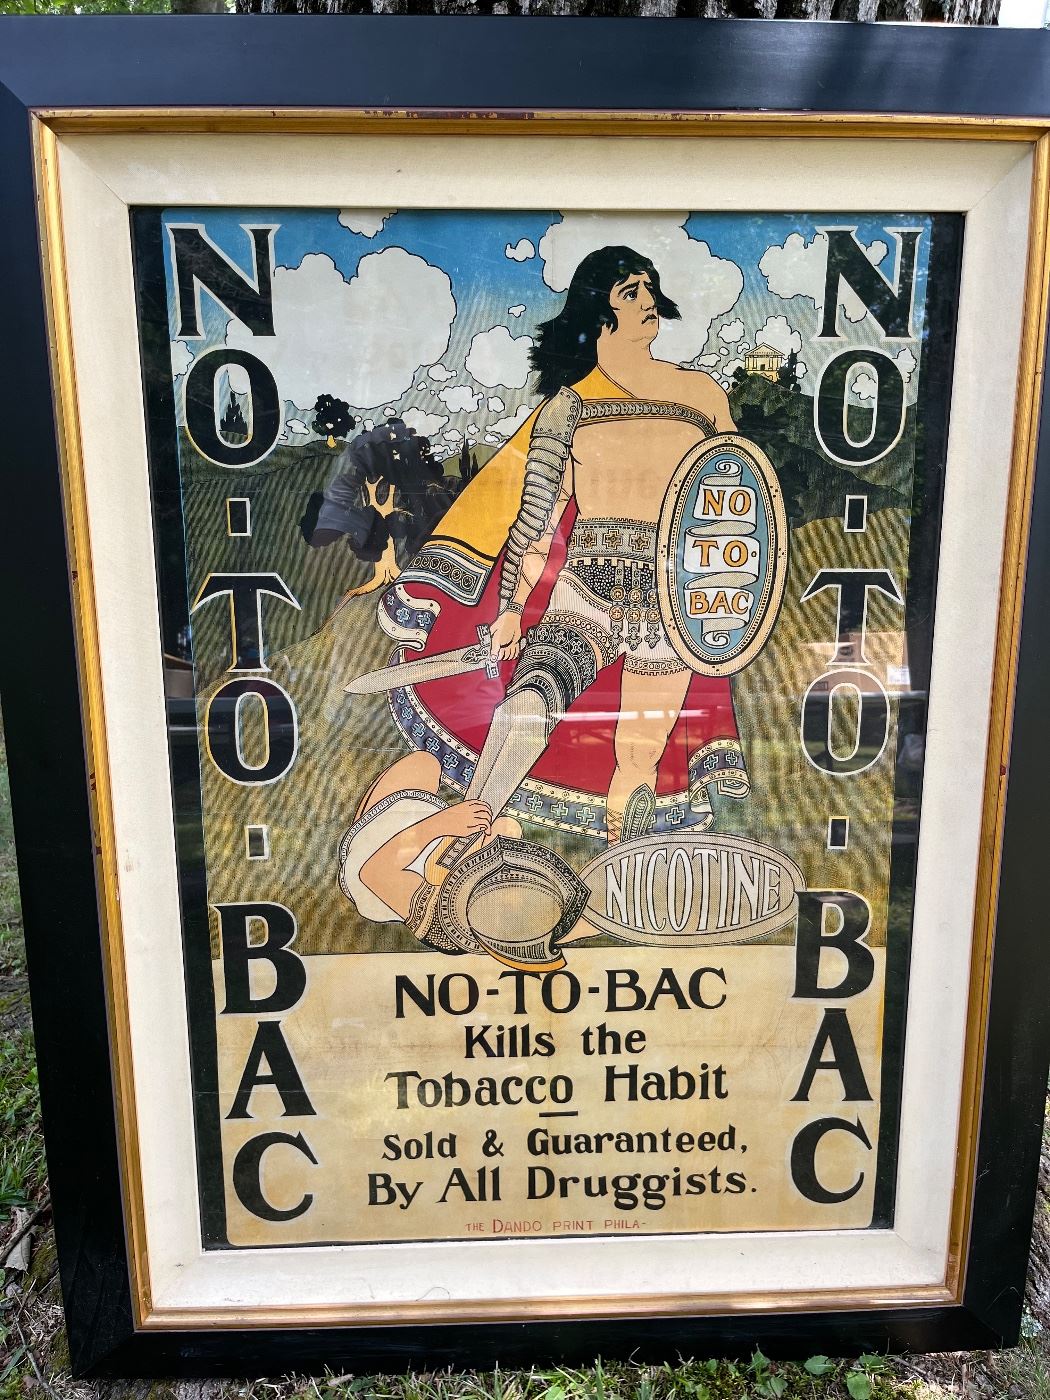 NO-TO-BAC
NO-TO-BAC
NO
TO
BAC
NICOTINE
NO-TO-BAC
Kills the
Tobacco Habit
Sold & Guaranteed,
By All Druggists.
THE DANDO PRINT PHILA-